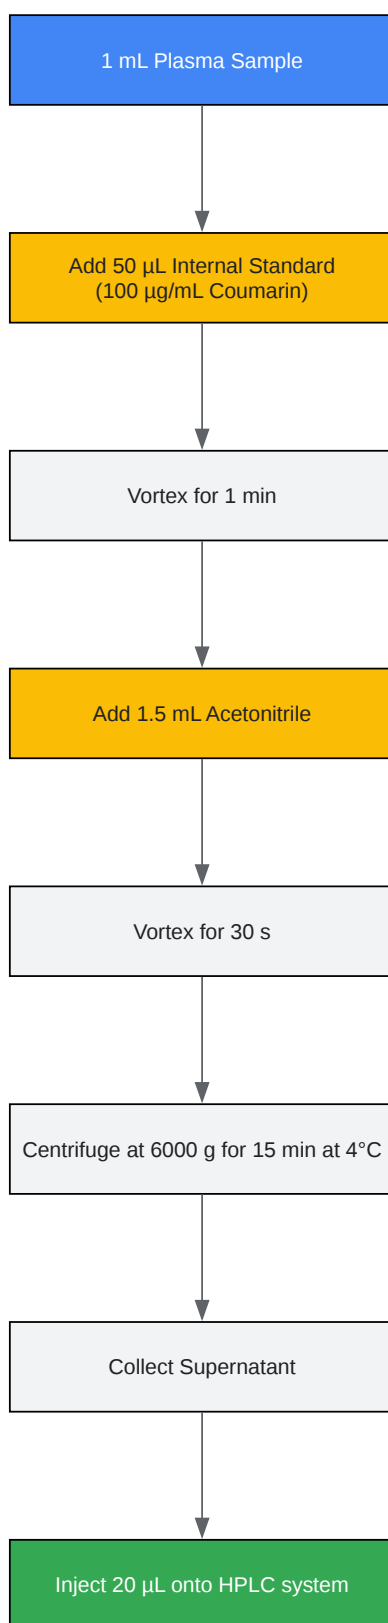 1 mL Plasma Sample
Add 50 µL Internal Standard
(100 µg/mL Coumarin)
Vortex for 1 min
Add 1.5 mL Acetonitrile
Vortex for 30 s
Centrifuge at 6000 g for 15 min at 4°C
Collect Supernatant
Inject 20 µL onto HPLC system